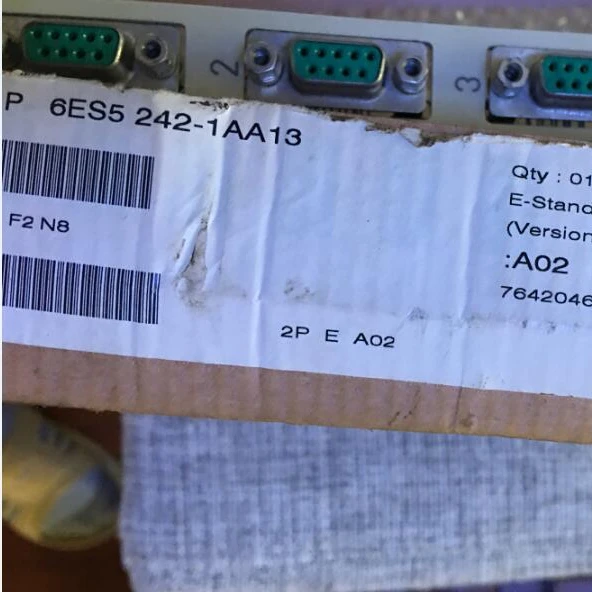 2
3
P 6ES5 242-1AA13
Qty : 01
E-Stand
(Version
:A02
F2 N8
7642046
2P E A02